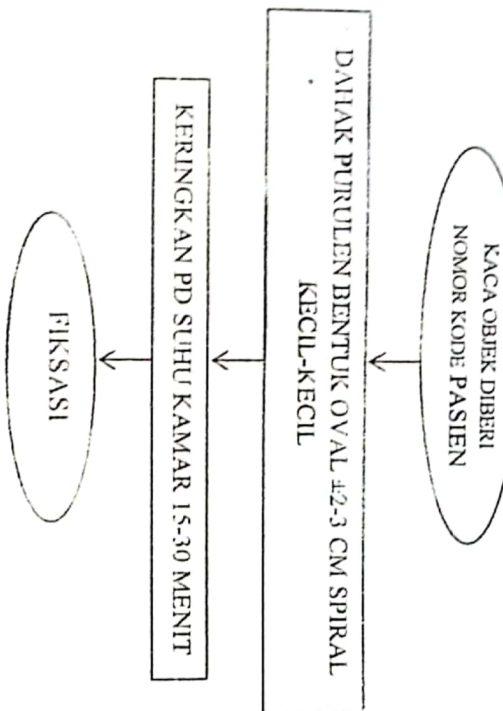 KACA OBJEK DIBERI
NOMOR KODE PASIEN
DAHAK PURULEN BENTUK OVAL ±2-3 CM SPIRAL
KECIL-KECIL
KERINGKAN PD SUHU KAMAR 15-30 MENIT
FIKSASI